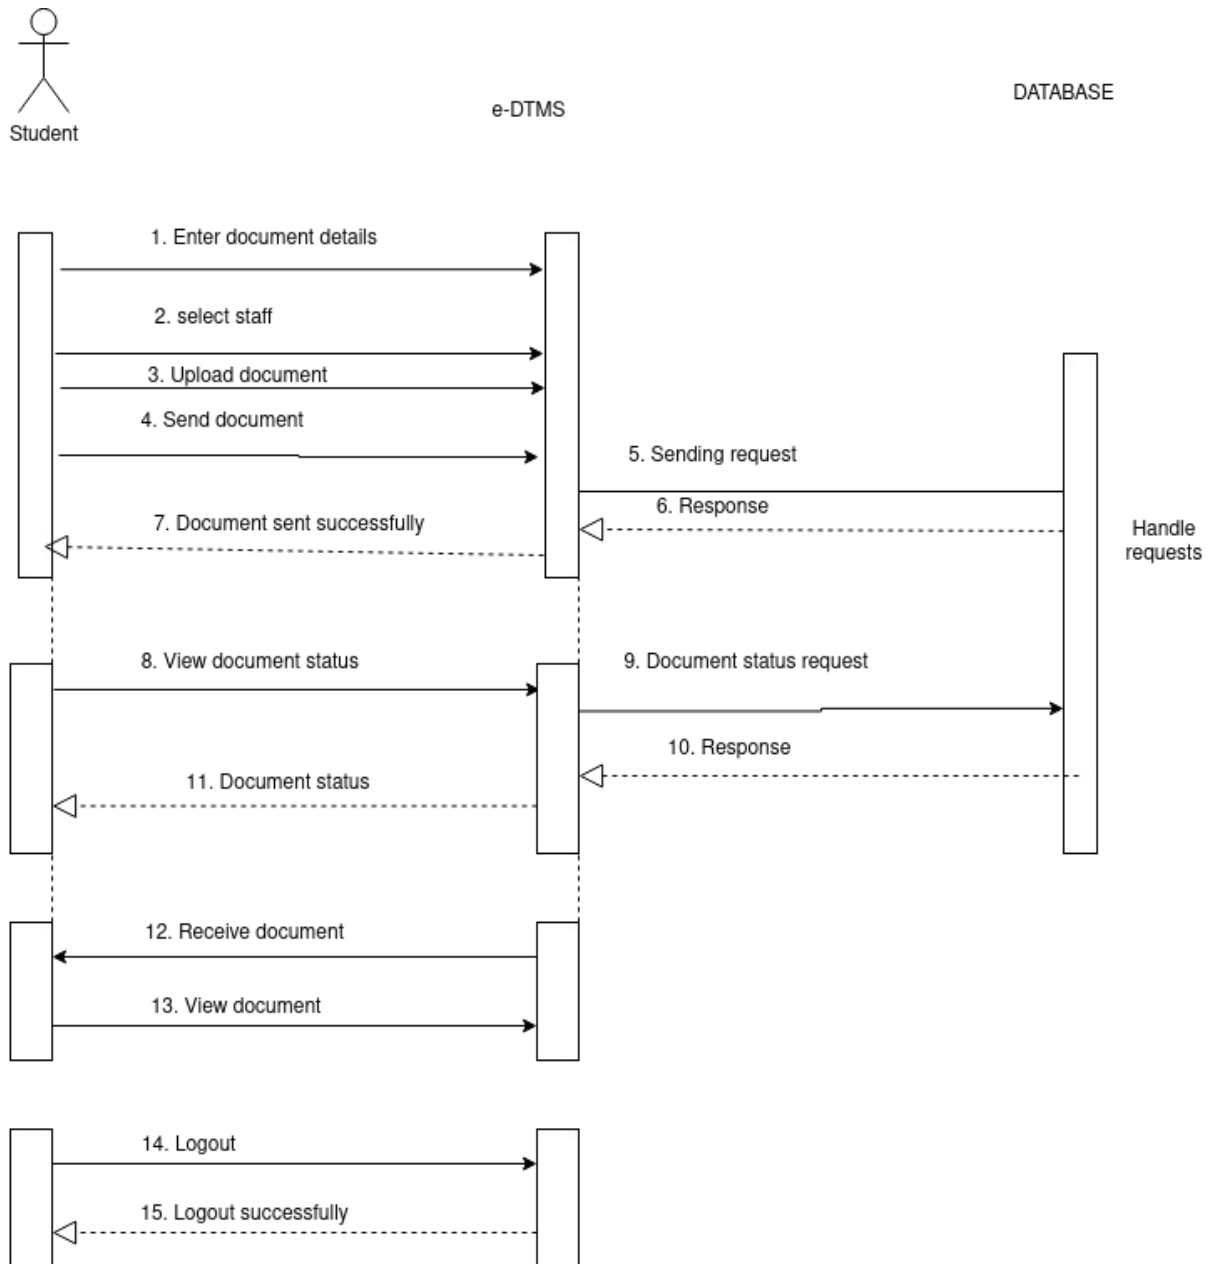 Student
e-DTMS
DATABASE
1. Enter document details
2. select staff
3. Upload document
4. Send document
5. Sending request
6. Response
7. Document sent successfully
Handle
requests
8. View document status
9. Document status request
10. Response
11. Document status
12. Receive document
13. View document
14. Logout
15. Logout successfully